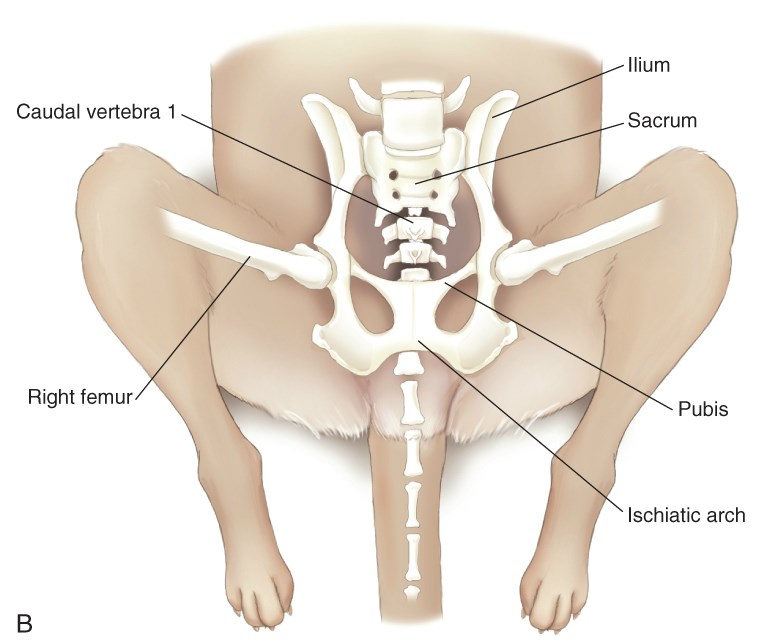 Ilium
Caudal vertebra 1
Sacrum
Right femur
Pubis
Ischiatic arch
B